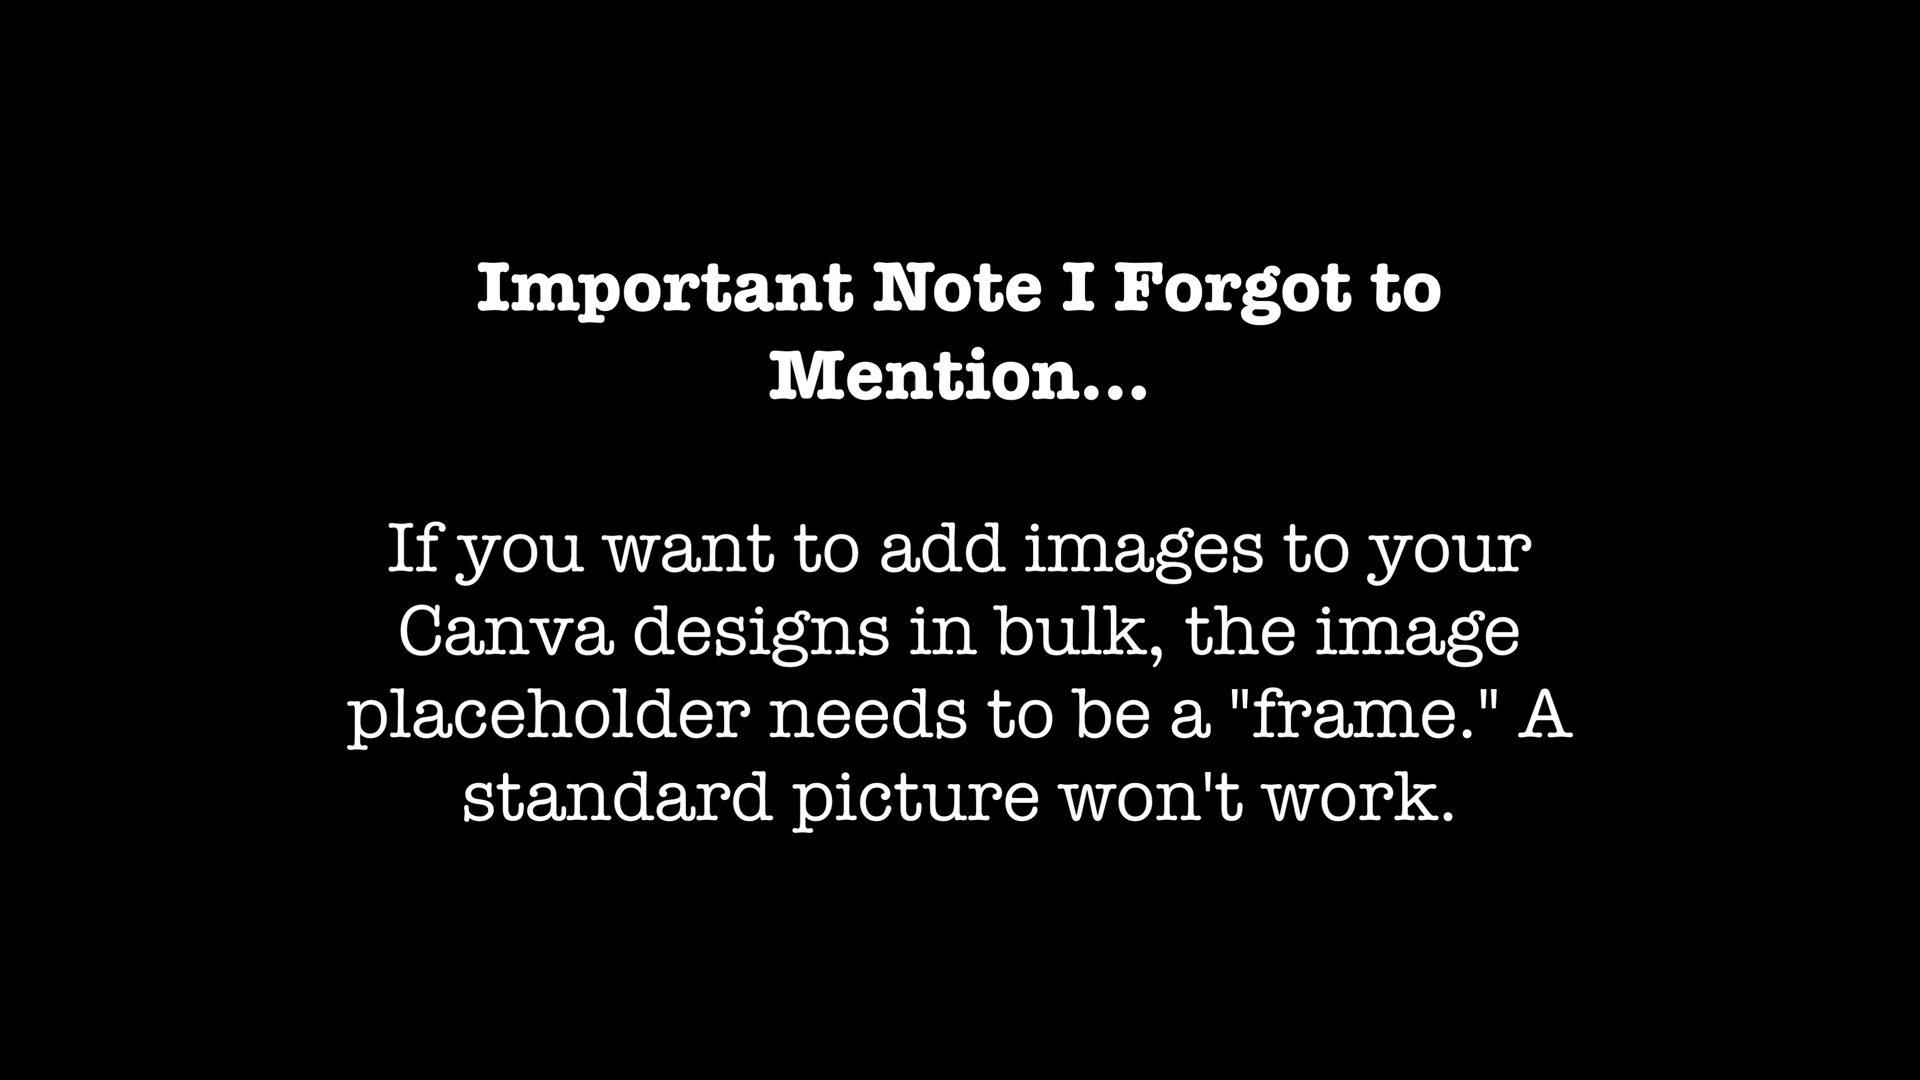 Important Note I Forgot to
Mention...
If you want to add images to your
Canva designs in bulk, the image
placeholder needs to be a "frame." A
standard picture won't work.